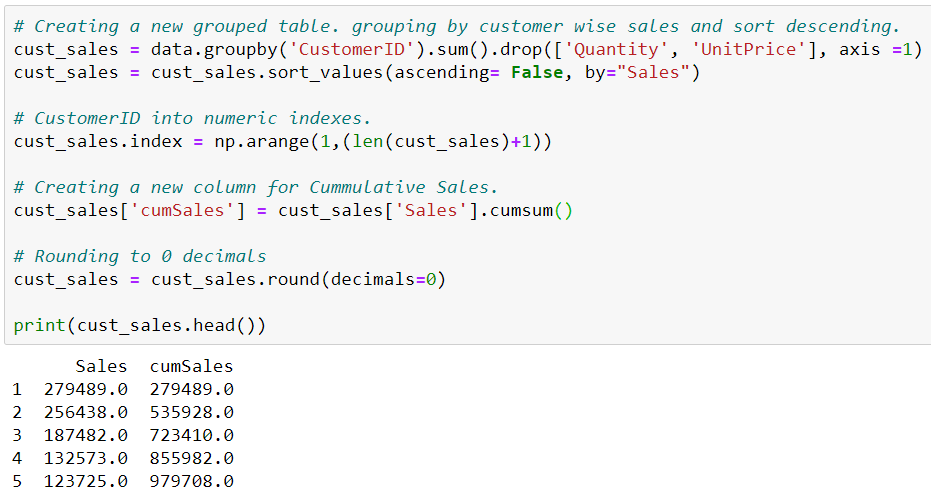 # Creating a new grouped table. grouping by customer wise sales and sort descending.
cust_sales = data.groupby('CustomerID').sum().drop(['Quantity', 'UnitPrice'], axis =1)
cust_sales = cust_sales.sort_values(ascending= False, by="Sales")
# CustomerID into numeric indexes.
cust_sales.index = np.arange(1,(len(cust_sales)+1))
# Creating a new column for Cummulative Sales.
cust_sales['cumSales'] = cust_sales['Sales'].cumsum()
# Rounding to 0 decimals
cust_sales = cust_sales.round(decimals=0)
print(cust_sales.head())
Sales cumSales
1 279489.0 279489.0
2 256438.0 535928.0
3 187482.0 723410.0
4 132573.0 855982.0
5 123725.0 979708.0